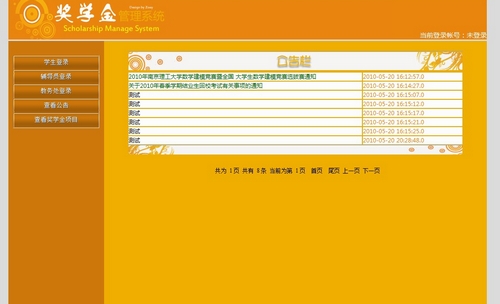 奖学金管理系统
Scholarship Manage System
当前登录帐号：未登录
学生登录
辅导员登录
教务处登录
查看公告
查看奖学金项目
公告栏
2010年南京理工大学数学建模竞赛暨全国 大学生数学建模竞赛选拔赛通知 2010-05-20 16:12:57.0
关于2010年春季学期结业生回校考试有关事项的通知 2010-05-20 16:14:27.0
测试 2010-05-20 16:15:07.0
测试 2010-05-20 16:15:12.0
测试 2010-05-20 16:15:17.0
测试 2010-05-20 16:15:21.0
测试 2010-05-20 16:15:25.0
测试 2010-05-20 20:28:48.0
共为 1页 共有 8条 当前为第 1页 首页 尾页 上一页 下一页